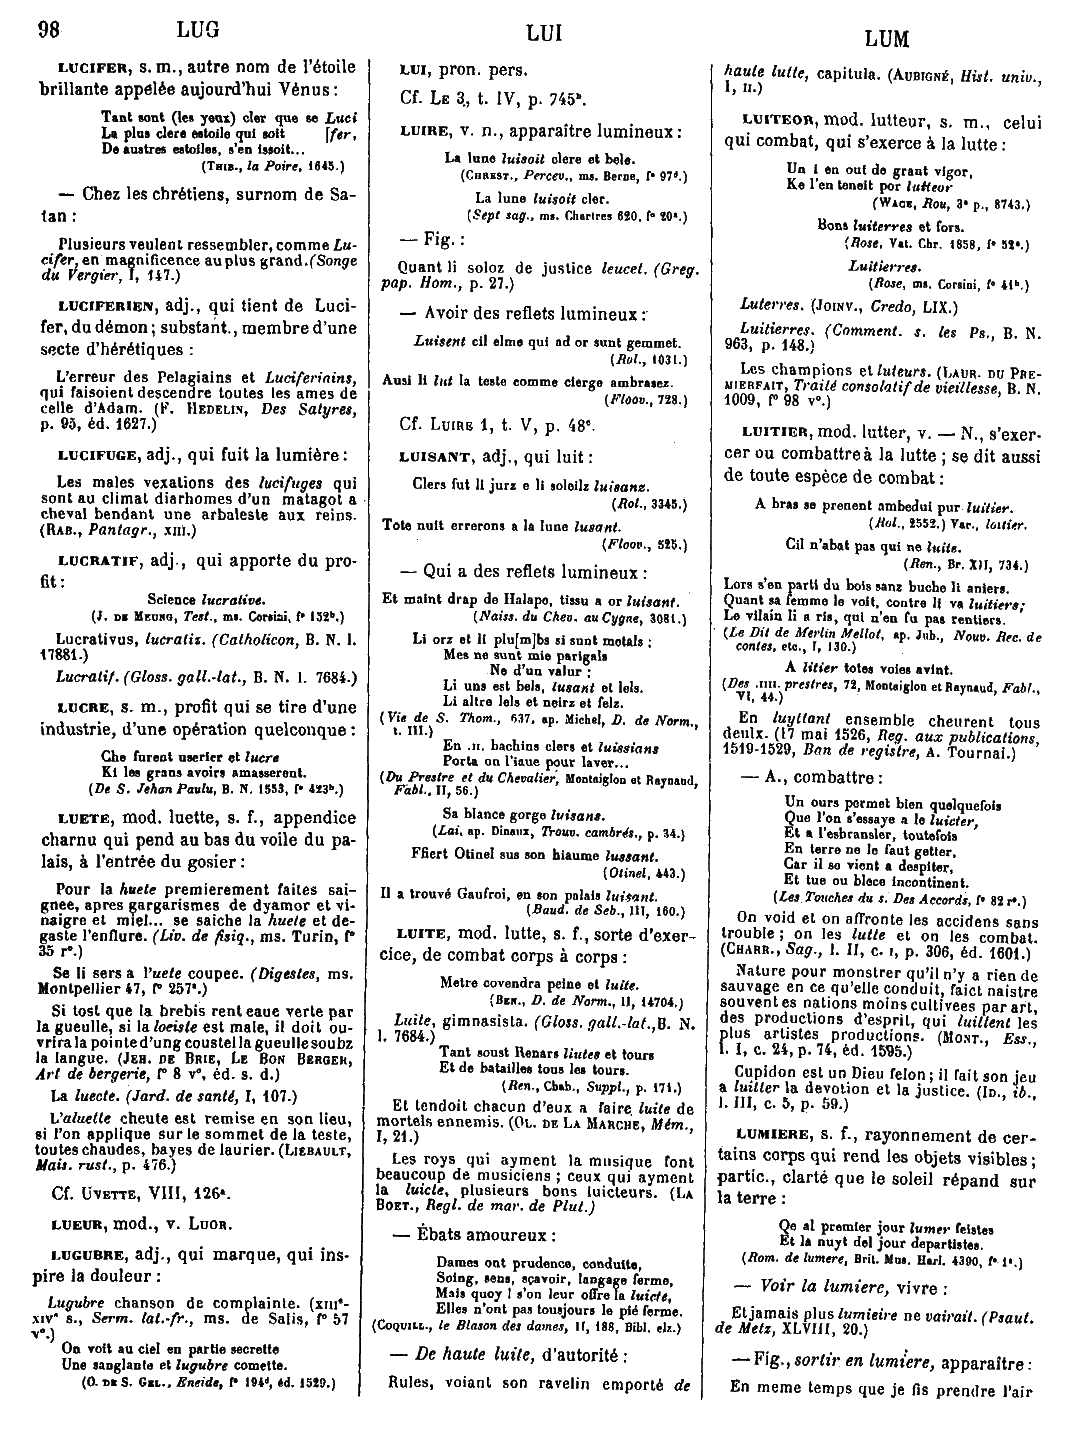 98 LUG
LUI
LUM
LUCIFER, s. m., autre nom de l'étoile
brillante appelée aujourd'hui Vénus :
Tant sont (les yeux) cler que se Luci
La plus clere estoile qui soit [fer,
De austres estoiles, s'en issoit...
(THIB., la Poire, 1645.)
— Chez les chrétiens, surnom de Sa-
tan :
Plusieurs veulent ressembler, comme Lu-
cifer, en magnificence au plus grand. (Songe
du Vergier, I, 147.)
LUCIFERIEN, adj., qui tient de Luci-
fer, du démon ; substant., membre d'une
secte d'hérétiques :
L'erreur des Pelagiains et Luciferinins,
qui faisoient descendre toutes les ames de
celle d'Adam. (F. HEDELIN, Des Satyres,
p. 95, éd. 1627.)
LUCIFUGE, adj., qui fuit la lumière :
Les males vexations des lucifuges qui
sont au climat diarhomes d'un matagot a
cheval bendant une arbaleste aux reins.
(RAB., Pantagr., XIII.)
LUCRATIF, adj., qui apporte du pro-
fit :
Science lucrative.
(J. DE MEUNG, Test., ms. Corsini, f° 152ᵇ.)
Lucrativus, lucratis. (Catholicon, B. N. l.
17881.)
Lucratif. (Gloss. gall.-lat., B. N. l. 7684.)
LUCRE, s. m., profit qui se tire d'une
industrie, d'une opération quelconque :
Che furent userier et lucre
Ki les grans avoirs amasserent.
(De S. Jehan Paulu, B. N. 1553, f° 423ᵇ.)
LUETE, mod. luette, s. f., appendice
charnu qui pend au bas du voile du pa-
lais, à l'entrée du gosier :
Pour la huete premierement faites sai-
gnee, apres gargarismes de dyamor et vi-
naigre et miel... se saiche la huete et de-
gaste l'enflure. (Liv. de fisiq., ms. Turin, f°
35 r°.)
Se li sers a l'uete coupee. (Digestes, ms.
Montpellier 47, f° 257ᵃ.)
Si tost que la brebis rent eaue verte par
la gueulle, si la loeiste est male, il doit ou-
vrir a la pointe d'ung coustel la gueulle soubz
la langue. (JEH. DE BRIE, LE BON BERGER,
Art de bergerie, f° 8 v°, éd. s. d.)
La luecte. (Jard. de santé, I, 107.)
L'aluette cheute est remise en son lieu,
si l'on applique sur le sommet de la teste,
toutes chaudes, bayes de laurier. (LIEBAULT,
Mais. rust., p. 476.)
Cf. UVETTE, VIII, 126ᵃ.
LUEUR, mod., v. LUOR.
LUGUBRE, adj., qui marque, qui ins-
pire la douleur :
Lugubre chanson de complainte. (XIIIᵉ-
XIVᵉ s., Serm. lat.-fr., ms. de Salis, f° 57
v°.)
On voit au ciel en partie secrette
Une sanglante et lugubre comette.
(O. DE S. GEL., Eneide, f° 194ᵈ, éd. 1529.)
LUI, pron. pers.
Cf. LE 3, t. IV, p. 745ᵇ.
LUIRE, v. n., apparaître lumineux :
La lune luisoit clere et bele.
(CHREST., Percev., ms. Berne, f° 97ᵈ.)
La lune luisoit cler.
(Sept sag., ms. Chartres 620, f° 20ᵃ.)
— Fig. :
Quant li soloz de justice leucet. (Greg.
pap. Hom., p. 27.)
— Avoir des reflets lumineux :
Luisent cil elme qui ad or sunt gemmet.
(Rol., 1031.)
Ausi li lut la teste comme cierge ambrasez.
(Floov., 728.)
Cf. LUIRE 1, t. V, p. 48ᶜ.
LUISANT, adj., qui luit :
Clers fut li jurz e li soleilz luisanz.
(Rol., 3345.)
Tote nuit errerons a la lune lusant.
(Floov., 525.)
— Qui a des reflets lumineux :
Et maint drap de Halape, tissu a or luisant.
(Naiss. du Chev. au Cygne, 3081.)
Li orz et li plu[m]bs si sunt metals ;
Mes ne sunt mie parigals
Ne d'un valur ;
Li uns est bels, lusant et lels.
Li altre leis et neirz et felz.
(Vie de S. Thom., 637, ap. Michel, D. de Norm.,
t. III.)
En .II. bachins clers et luissians
Porta on l'iaue pour laver...
(Du Prestre et du Chevalier, Montaiglon et Raynaud,
Fabl., II, 56.)
Sa blance gorge luisans.
(Lai, ap. Dinaux, Trouv. cambrés., p. 34.)
Ffiert Otinel sus son hiaume lussant.
(Otinel, 443.)
Il a trouvé Gaufroi, en son palais luisant.
(Baud. de Seb., III, 160.)
LUITE, mod. lutte, s. f., sorte d'exer-
cice, de combat corps à corps :
Metre covendra peine et luite.
(BEN., D. de Norm., II, 14704.)
Luite, gimnasista. (Gloss. gall.-lat., B. N.
l. 7684.)
Tant soust Renars liutes et tours
Et de batailles tous les tours.
(Ren., Chab., Suppl., p. 171.)
Et tendoit chacun d'eux a faire luite de
mortels ennemis. (OL. DE LA MARCHE, Mém.,
I, 21.)
Les roys qui ayment la musique font
beaucoup de musiciens ; ceux qui ayment
la luicte, plusieurs bons luicteurs. (LA
BOET., Regl. de mar. de Plut.)
— Ébats amoureux :
Dames ont prudence, conduite,
Soing, sens, sçavoir, langage ferme,
Mais quoy ! s'on leur offre la luicte,
Elles n'ont pas tousjours le pié ferme.
(COQUILL., le Blason des dames, II, 188, Bibl. elz.)
— De haute luite, d'autorité :
Rules, voiant son ravelin emporté de
haute lutte, capitula. (AUBIGNÉ, Hist. univ.,
I, II.)
LUITEOR, mod. lutteur, s. m., celui
qui combat, qui s'exerce à la lutte :
Un i en out de grant vigor,
Ke l'en teneit por luiteor
(WACE, Rou, 3ᵉ p., 8743.)
Bons luiterres et fors.
(Rose, Vat. Chr. 1858, f° 52ᵃ.)
Luitierres.
(Rose, ms. Corsini, f° 41ᵇ.)
Luterres. (JOINV., Credo, LIX.)
Luitierres. (Comment. s. les Ps., B. N.
963, p. 148.)
Les champions et luteurs. (LAUR. DU PRE-
MIERFAIT, Traité consolatif de vieillesse, B. N.
1009, f° 98 v°.)
LUITIER, mod. lutter, v. — N., s'exer-
cer ou combattre à la lutte ; se dit aussi
de toute espèce de combat :
A bras se prenent ambedui pur luitier.
(Rol., 2552.) Var., loitier.
Cil n'abat pas qui ne luite.
(Ren., Br. XII, 734.)
Lors s'en parti du bois sanz buche li aniers.
Quant sa femme le voit, contre li va luitiers;
Le vilain li a ris, qui n'en fu pas rentiers.
(Le Dit de Merlin Mellot, ap. Jub., Nouv. Rec. de
contes, etc., I, 130.)
A litier totes voies avint.
(Des .IIII. prestres, 72, Montaiglon et Raynaud, Fabl.,
VI, 44.)
En luyttant ensemble cheurent tous
deulx. (17 mai 1526, Reg. aux publications,
1519-1529, Ban de registre, A. Tournai.)
— A., combattre :
Un ours permet bien quelquefois
Que l'on s'essaye a le luicter,
Et a l'esbransler, toutefois
En terre ne le faut getter,
Car il se vient a despiter,
Et tue ou blece incontinent.
(Les Touches du s. Des Accords, f° 82 r°.)
On void et on affronte les accidens sans
trouble ; on les lutte et on les combat.
(CHARR., Sag., l. II, c. I, p. 306, éd. 1601.)
Nature pour monstrer qu'il n'y a rien de
sauvage en ce qu'elle conduit, faict naistre
souvent es nations moins cultivees par art,
des productions d'esprit, qui luittent les
plus artistes productions. (MONT., Ess.,
l. I, c. 24, p. 74, éd. 1595.)
Cupidon est un Dieu felon ; il fait son jeu
a luitter la devotion et la justice. (ID., ib.,
l. III, c. 5, p. 59.)
LUMIERE, s. f., rayonnement de cer-
tains corps qui rend les objets visibles ;
partic., clarté que le soleil répand sur
la terre :
Qe al premier jour lumer feistes
Et la nuyt del jour departistes.
(Rom. de lumere, Brit. Mus. Harl. 4390, f° 1ᵃ.)
— Voir la lumiere, vivre :
Et jamais plus lumieire ne vairait. (Psaut.
de Metz, XLVIII, 20.)
— Fig., sortir en lumiere, apparaître :
En meme temps que je fis prendre l'air